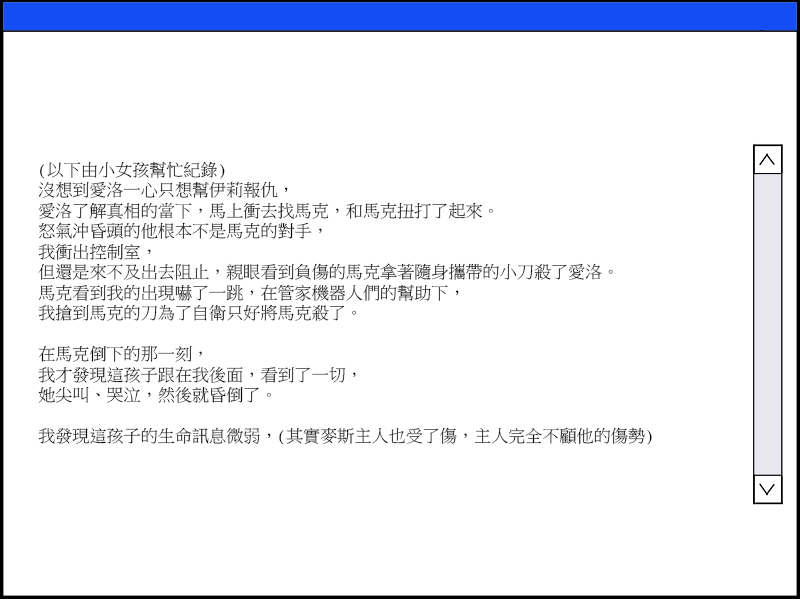 (以下由小女孩幫忙紀錄)
沒想到愛洛一心只想幫伊莉報仇，
愛洛了解真相的當下，馬上衝去找馬克，和馬克扭打了起來。
怒氣沖昏頭的他根本不是馬克的對手，
我衝出控制室，
但還是來不及出去阻止，親眼看到負傷的馬克拿著隨身攜帶的小刀殺了愛洛。
馬克看到我的出現嚇了一跳，在管家機器人們的幫助下，
我搶到馬克的刀為了自衛只好將馬克殺了。
在馬克倒下的那一刻，
我才發現這孩子跟在我後面，看到了一切，
她尖叫、哭泣，然後就昏倒了。
我發現這孩子的生命訊息微弱，(其實麥斯主人也受了傷，主人完全不顧他的傷勢)